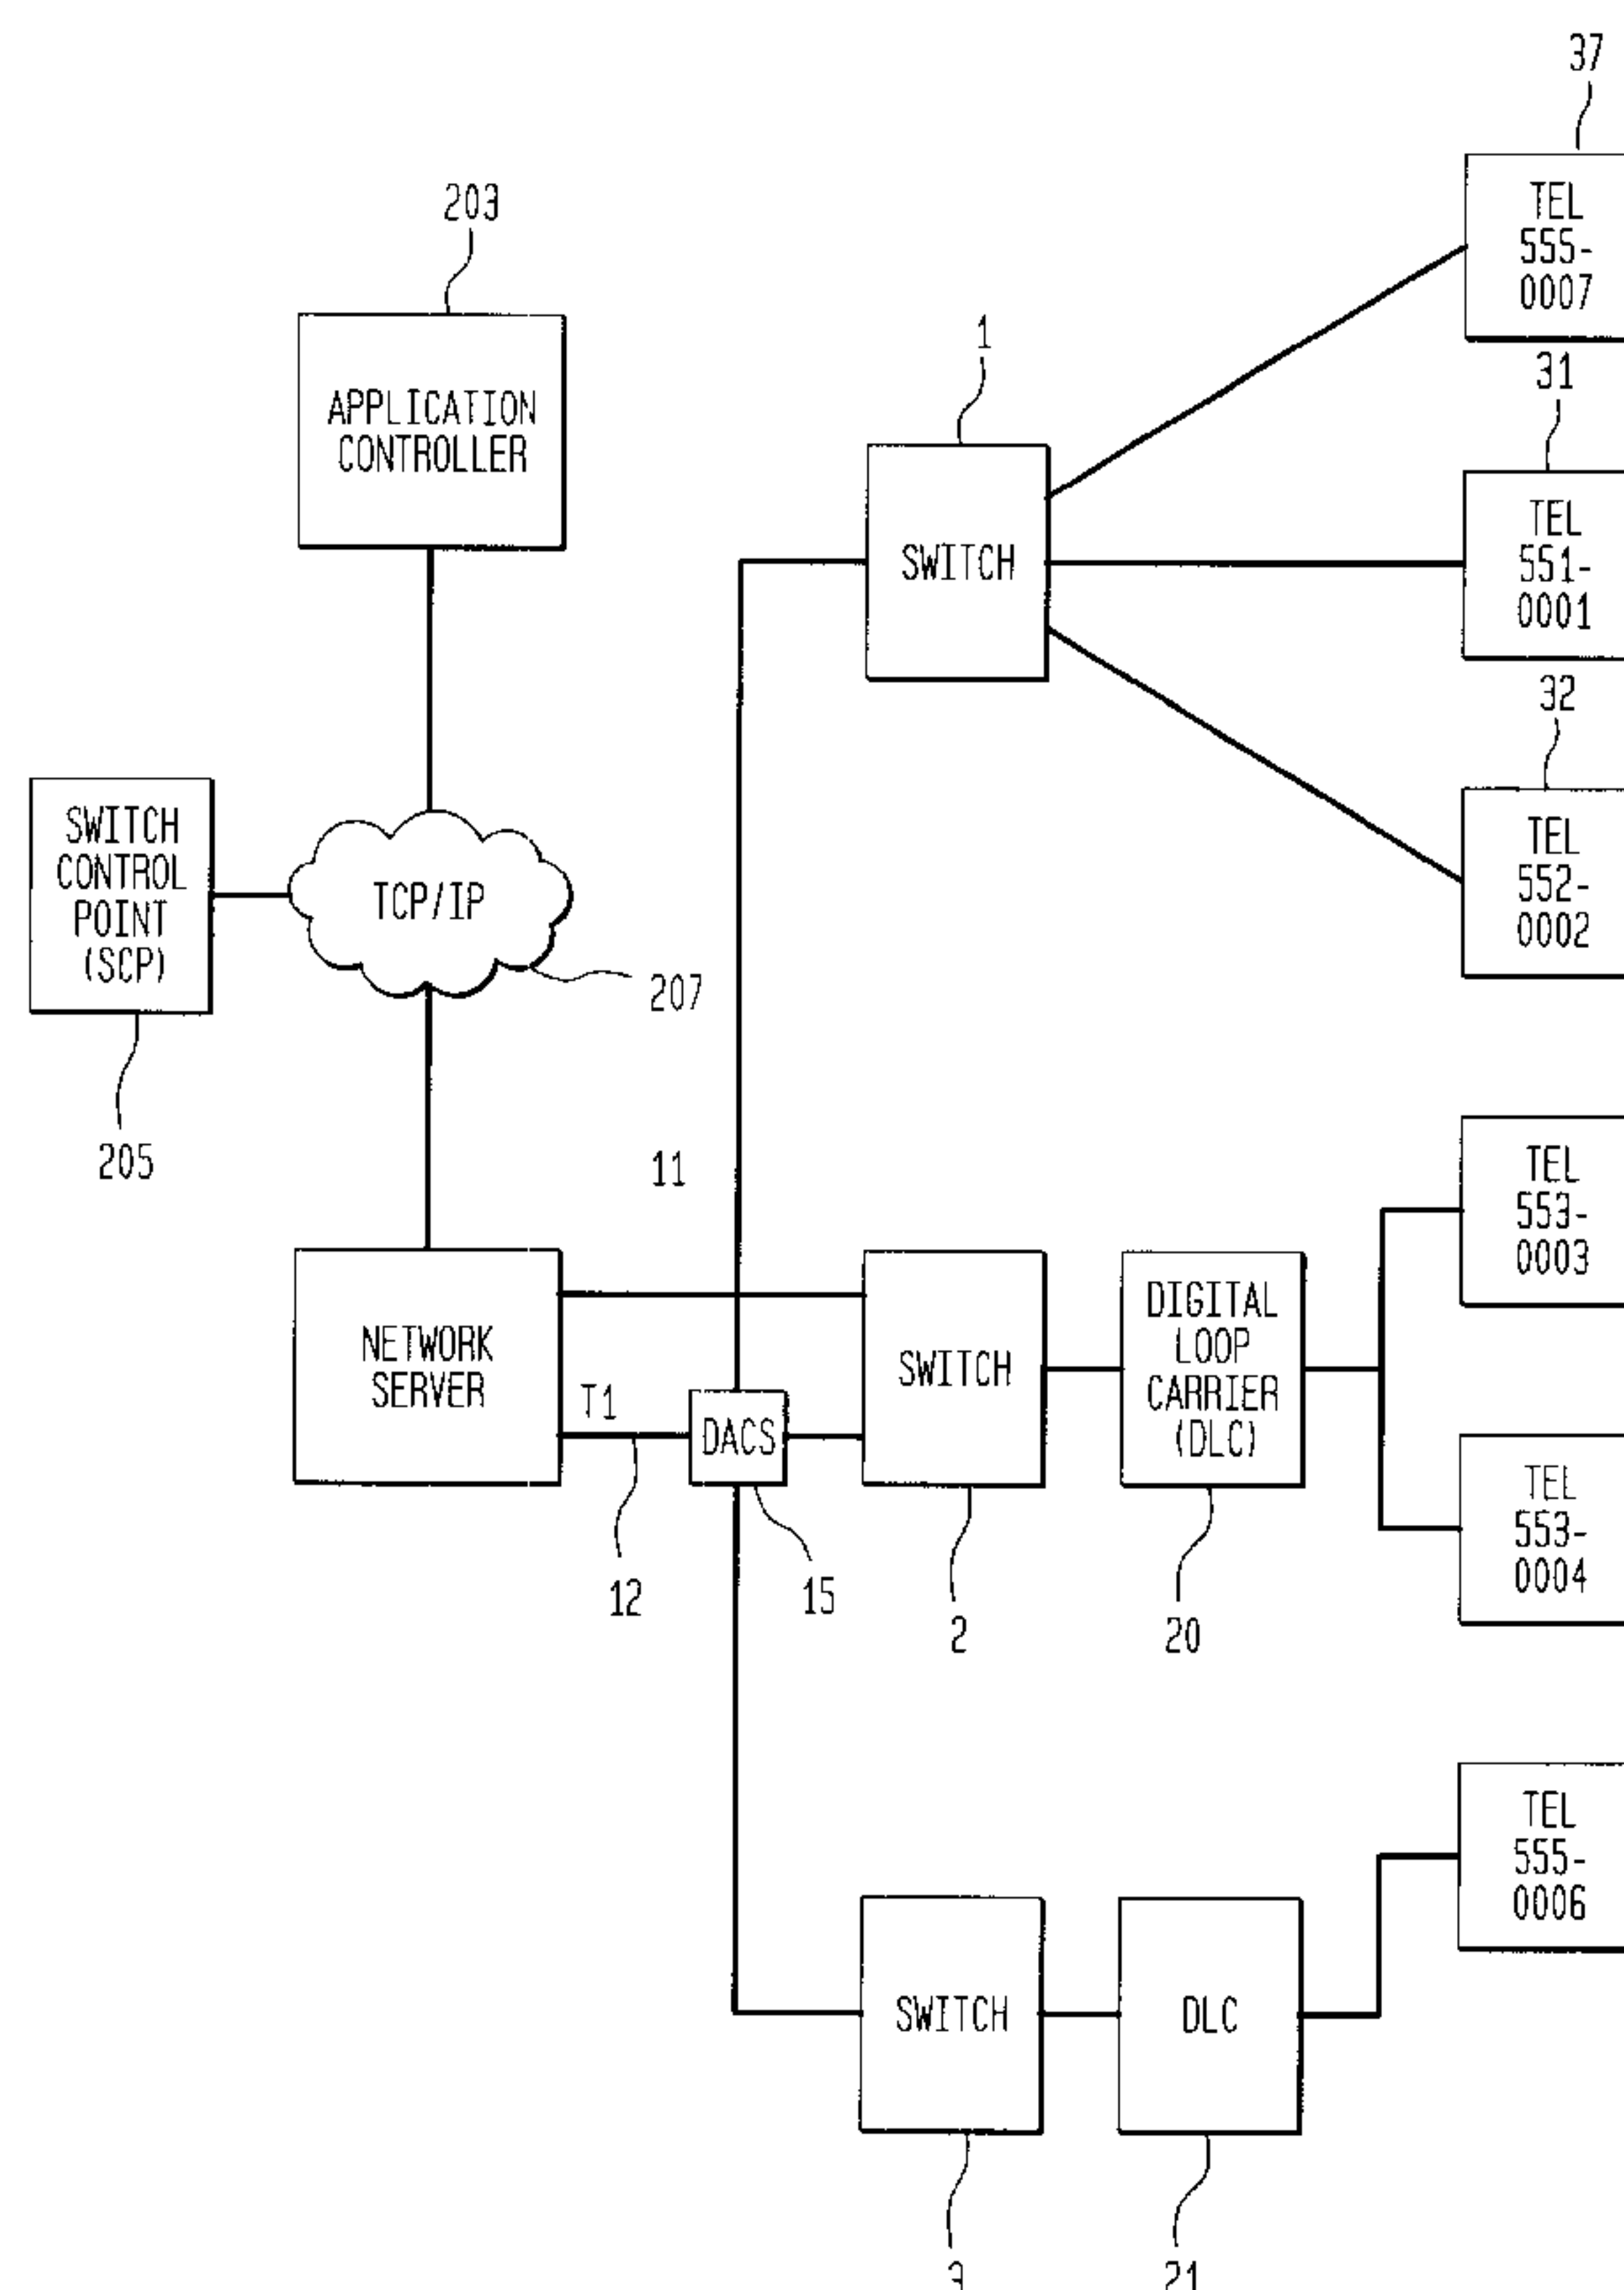 37
TEL
555-
0007
203
APPLICATION
CONTROLLER
1
SWITCH
31
TEL
551-
0001
32
TEL
552-
0002
SWITCH
CONTROL
POINT
(SCP)
205
TCP/IP
207
11
NETWORK
SERVER
T1
12
DACS
15
SWITCH
2
DIGITAL
LOOP
CARRIER
(DLC)
20
TEL
553-
0003
TEL
553-
0004
TEL
555-
0006
SWITCH
3
DLC
21